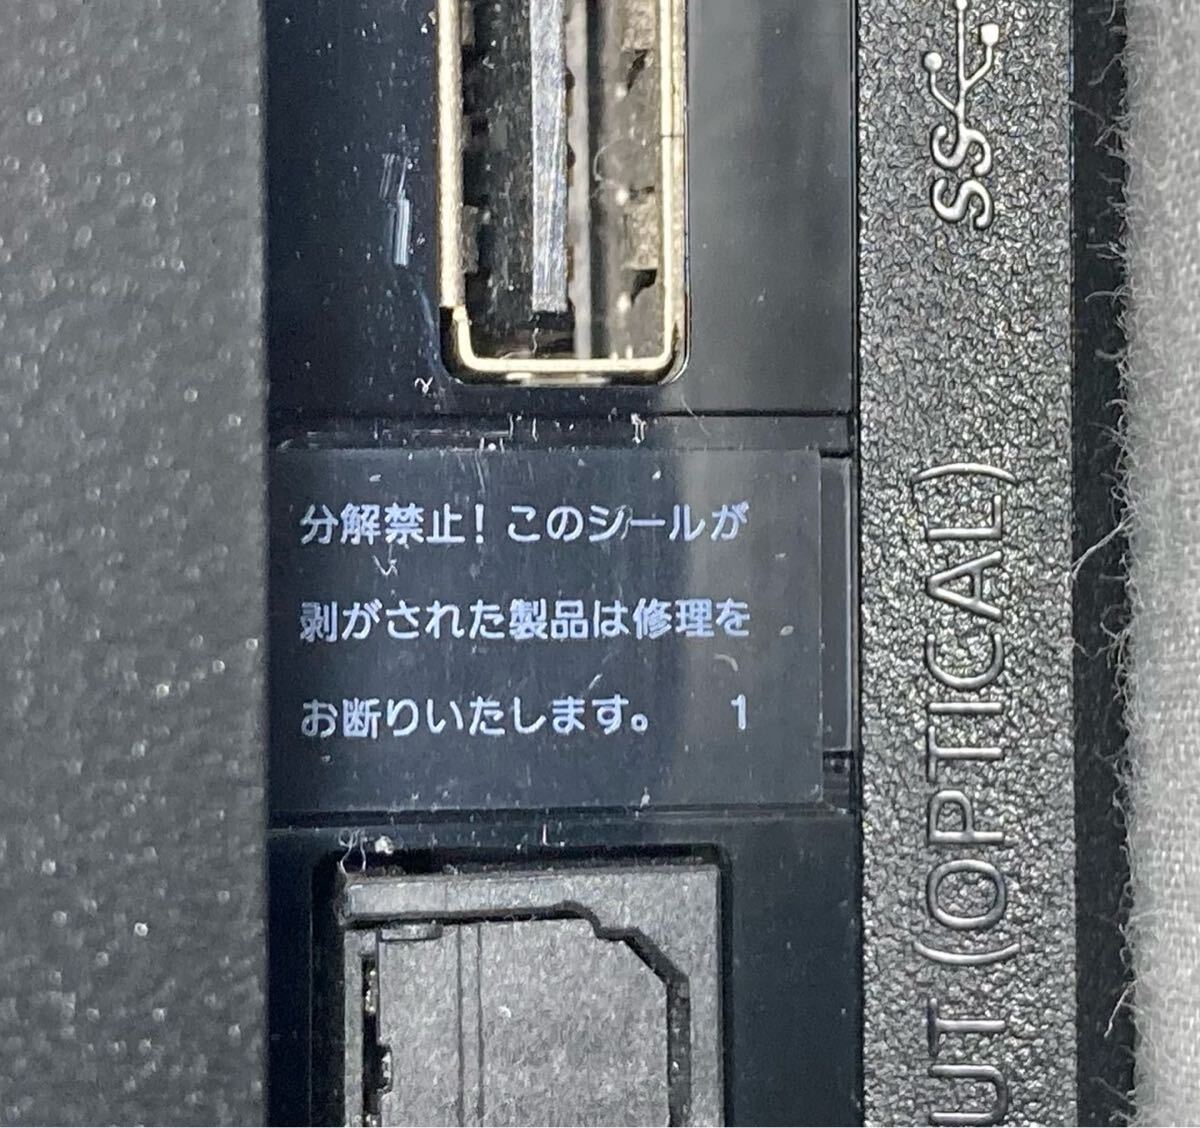 分解禁止！このシールが
剥がされた製品は修理を
お断りいたします。 1
SS
UT (OPTICAL)